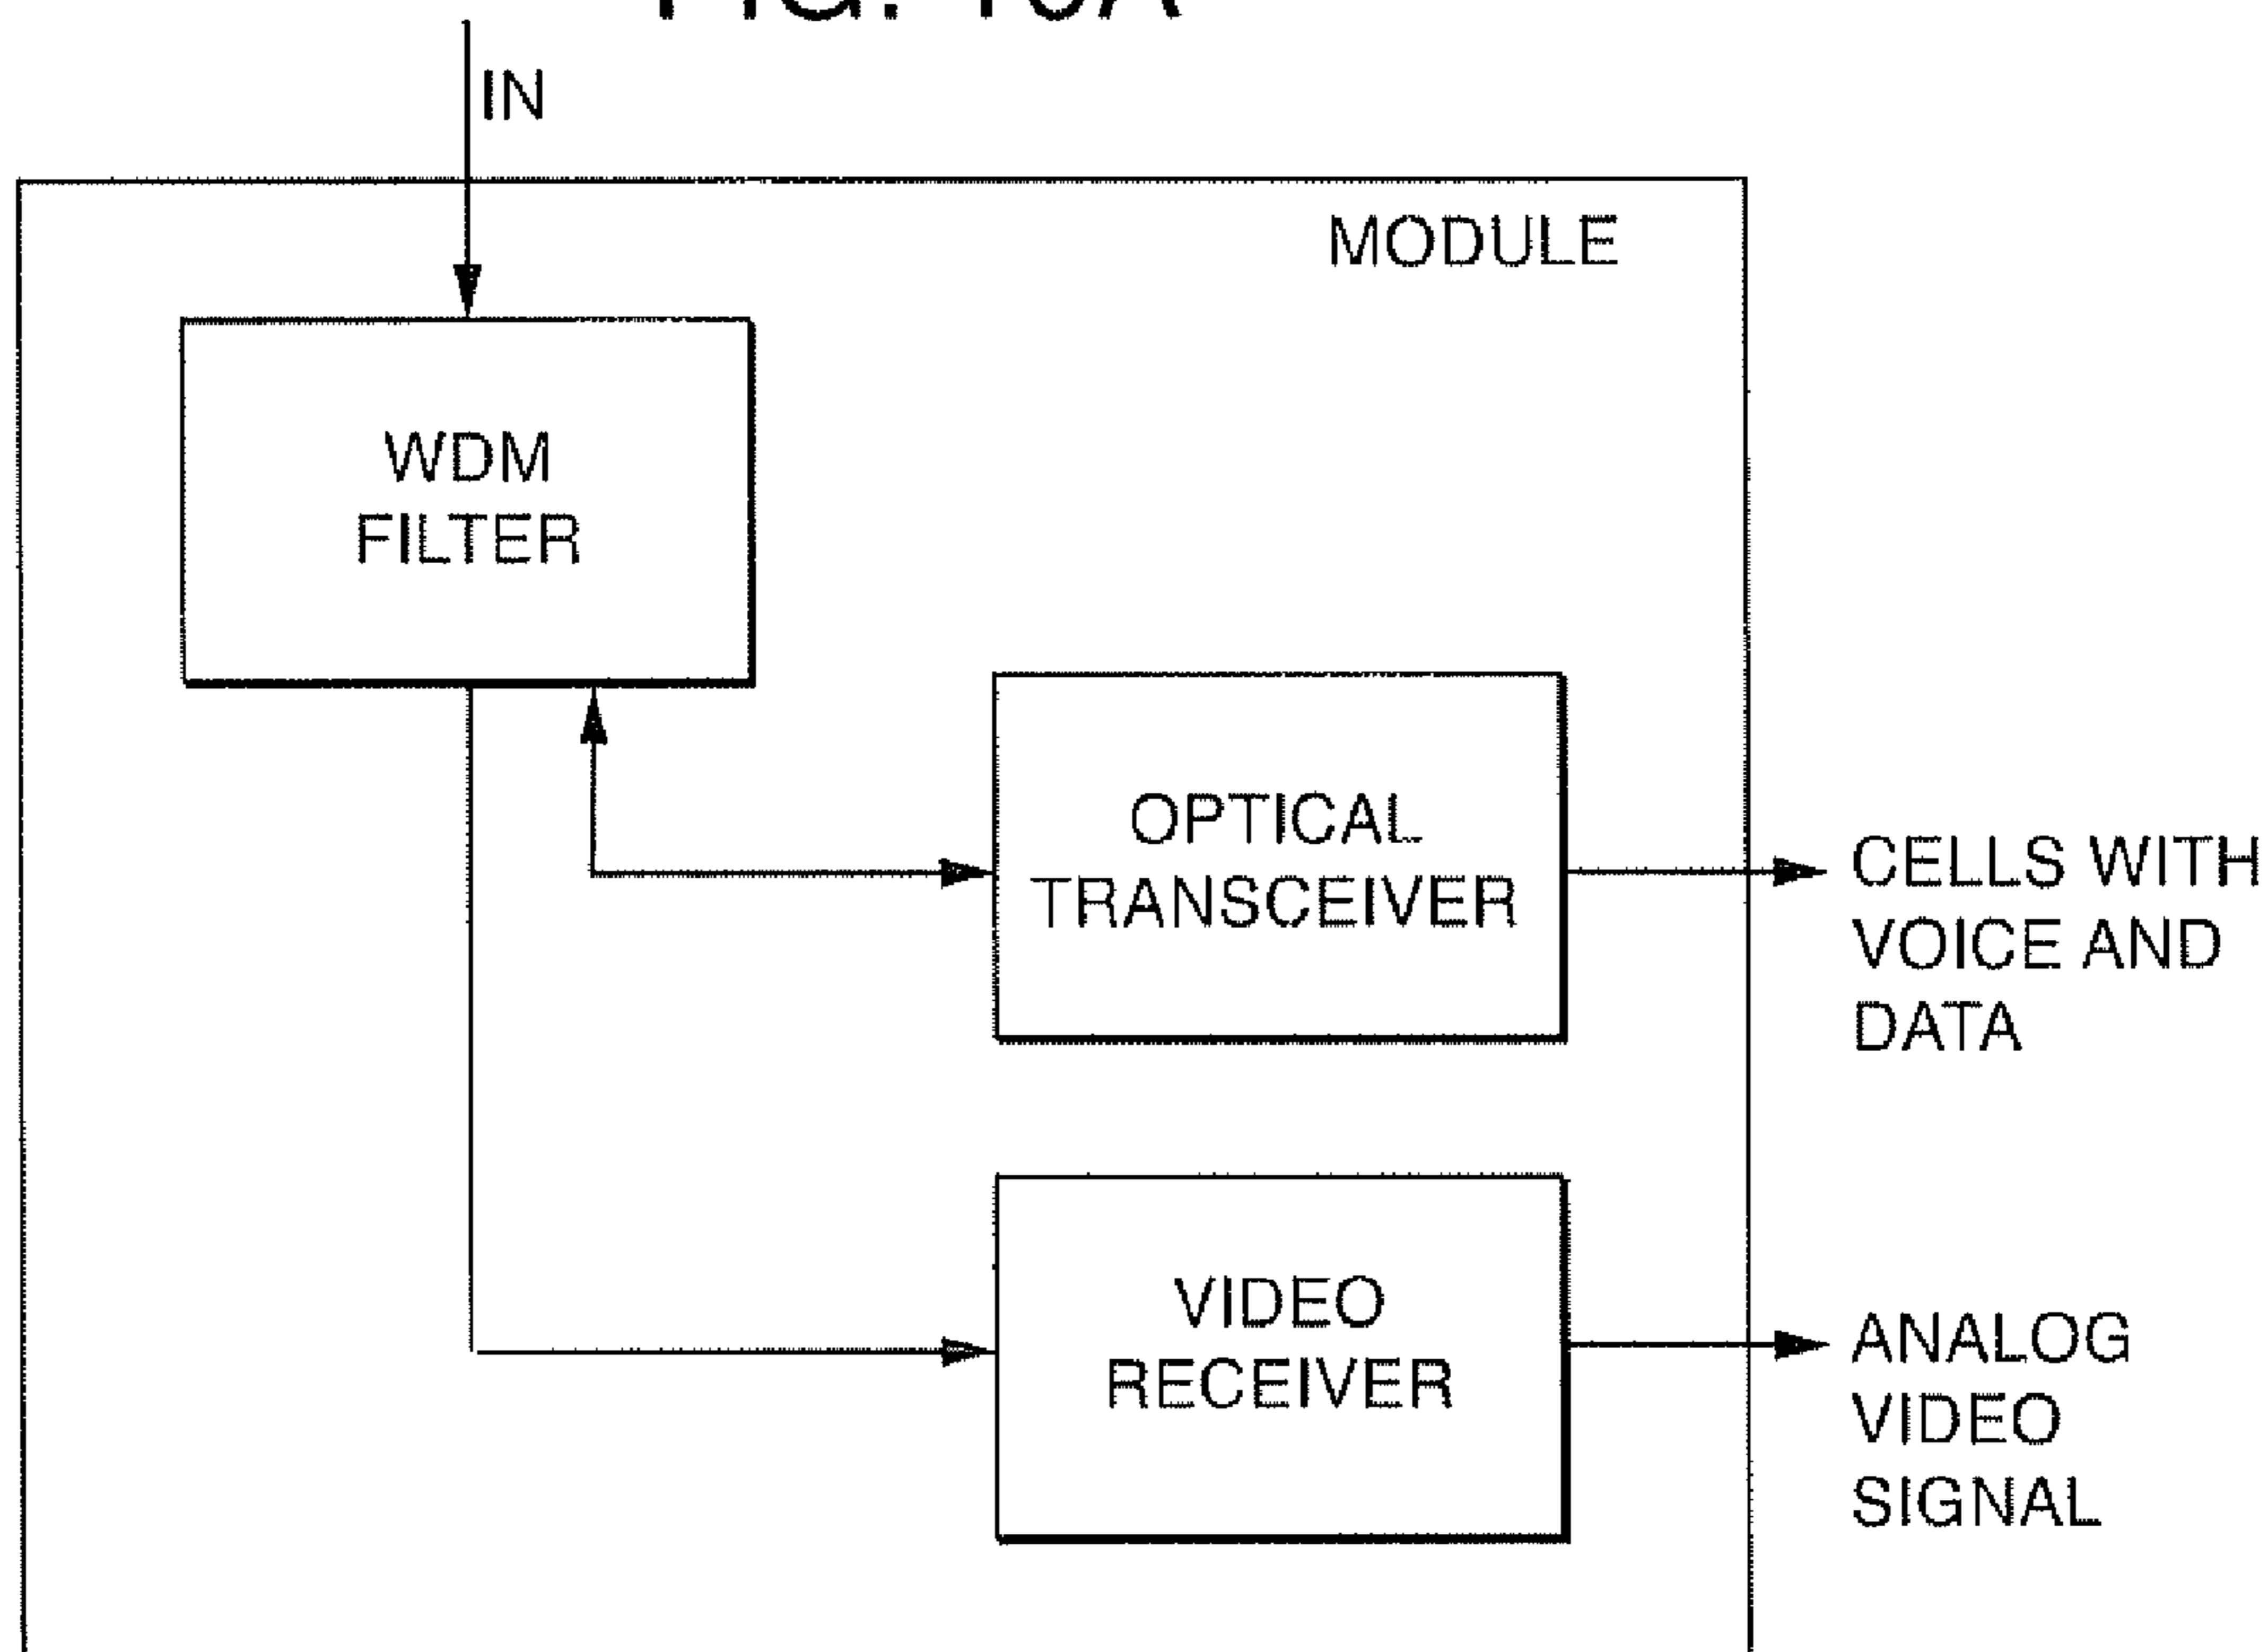 IN
MODULE
WDM
FILTER
OPTICAL
TRANSCEIVER
CELLS WITH
VOICE AND
DATA
VIDEO
RECEIVER
ANALOG
VIDEO
SIGNAL